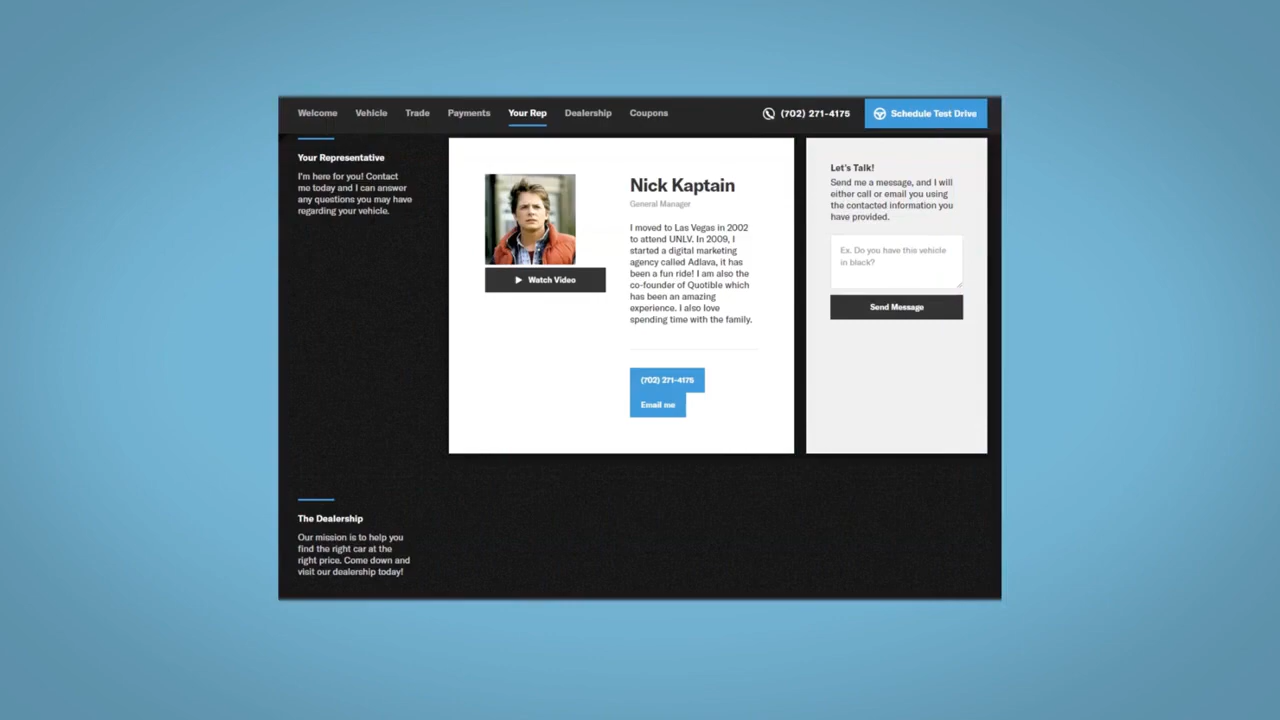 Welcome Vehicle Trade Payments Your Rep Dealership Coupons (702) 271-4175 Schedule Test Drive
Your Representative
I'm here for you! Contact
me today and I can answer
any questions you may have
regarding your vehicle.
Watch Video
Nick Kaptain
General Manager
I moved to Las Vegas in 2002
to attend UNLV. In 2009, I
started a digital marketing
agency called Adlava, it has
been a fun ride! I am also the
co-founder of Quotible which
has been an amazing
experience. I also love
spending time with the family.
(702) 271-4175
Email me
Let's Talk!
Send me a message, and I will
either call or email you using
the contacted information you
have provided.
Ex. Do you have this vehicle
in black?
Send Message
The Dealership
Our mission is to help you
find the right car at the
right price. Come down and
visit our dealership today!